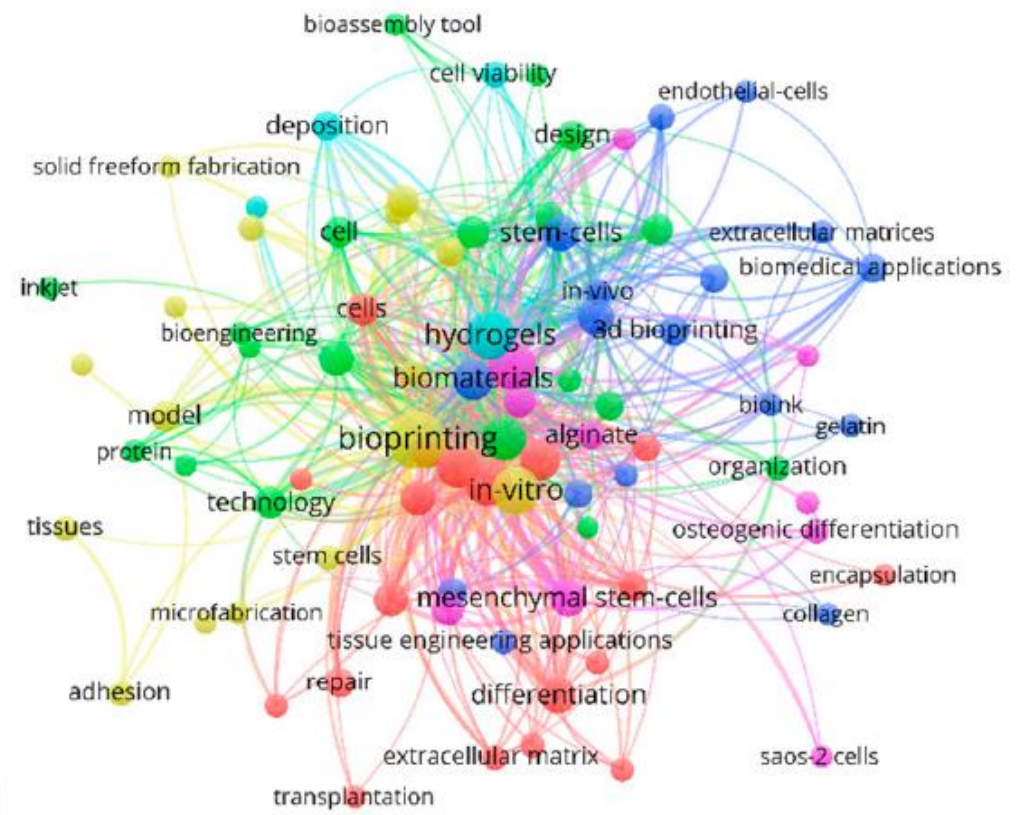 bioassembly tool
cell viability
endothelial-cells
deposition
design
solid freeform fabrication
cell
stem-cells
extracellular matrices
biomedical applications
inkjet
in-vivo
cells
bioengineering
hydrogels
3d bioprinting
biomaterials
model
bioink
gelatin
bioprinting
alginate
protein
organization
in-vitro
technology
tissues
osteogenic differentiation
stem cells
encapsulation
mesenchymal stem-cells
microfabrication
collagen
tissue engineering applications
repair
adhesion
differentiation
extracellular matrix
saos-2 cells
transplantation